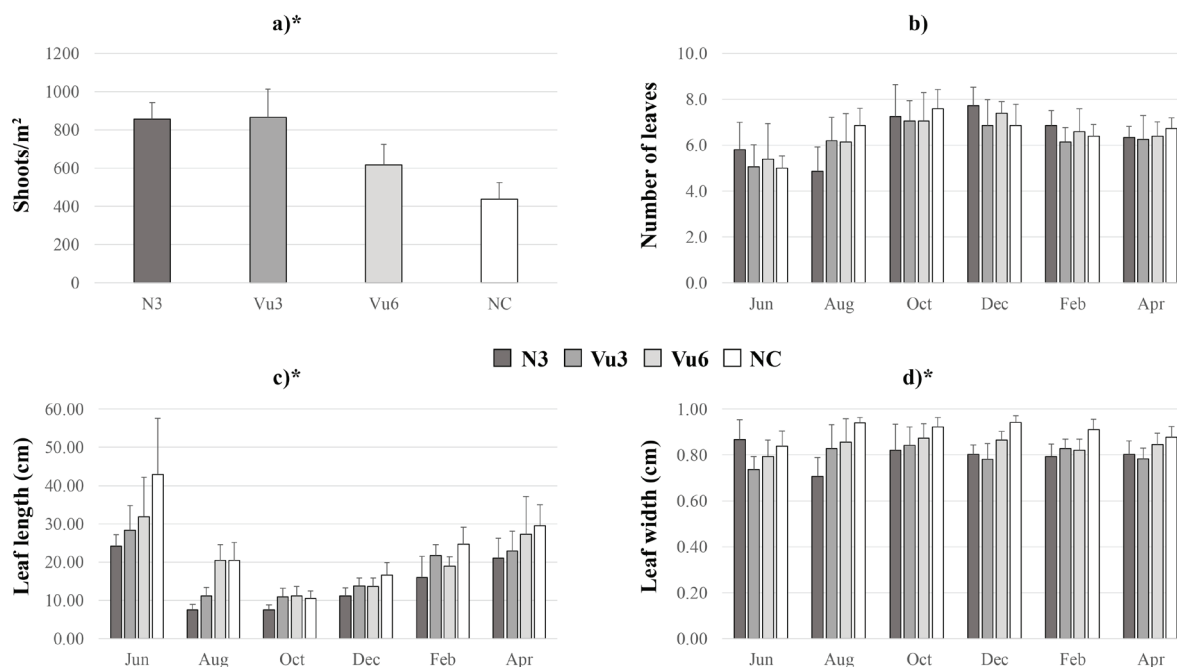 a)*
1200
1000
800
600
400
200
0
Shoots/m²
N3 Vu3 Vu6 NC
b)
10.0
8.0
6.0
4.0
2.0
0.0
Number of leaves
Jun Aug Oct Dec Feb Apr
N3 Vu3 Vu6 NC
c)*
60.00
50.00
40.00
30.00
20.00
10.00
0.00
Leaf length (cm)
Jun Aug Oct Dec Feb Apr
d)*
1.00
0.80
0.60
0.40
0.20
0.00
Leaf width (cm)
Jun Aug Oct Dec Feb Apr